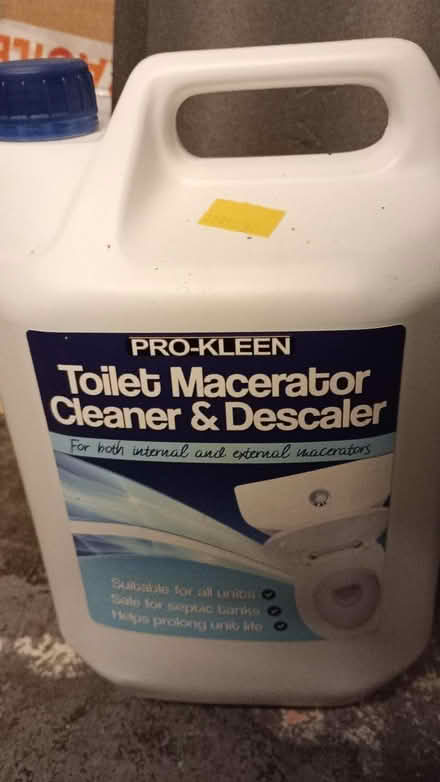 PRO-KLEEN
Toilet Macerator
Cleaner & Descaler
For both internal and external macerators
Suitable for all units
Safe for septic tanks
Helps prolong unit life